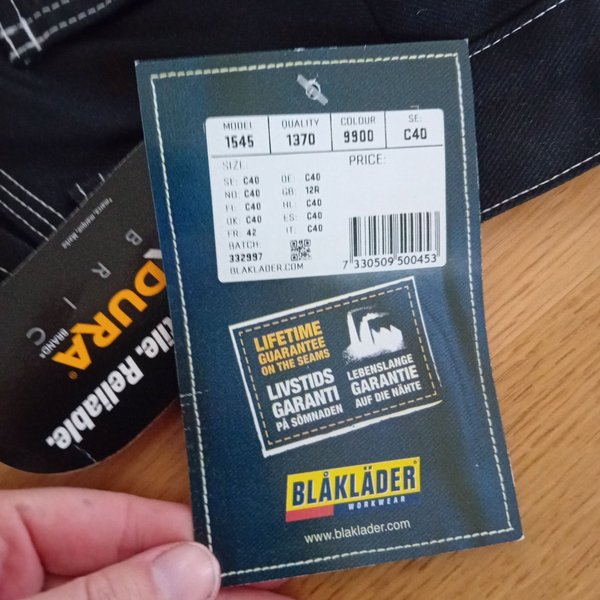 MODEL
1545
QUALITY
1370
COLOUR
9900
SE:
C40
SIZE:
PRICE:
SE: C40 DE: C40
NO: C40 GB: 12R
FI: C40 NL: C40
DK: C40 ES: C40
FR: 42 IT: C40
BATCH:
332997
BLAKLADER.COM
7 330509 500453
LIFETIME
GUARANTEE
ON THE SEAMS
LIVSTIDS
GARANTI
PÅ SÖMNADEN
LEBENSLANGE
GARANTIE
AUF DIE NÄHTE
BLÅKLÄDER
WORKWEAR
www.blaklader.com
DURA®
BRAND
BRIC
tile. Reliable.